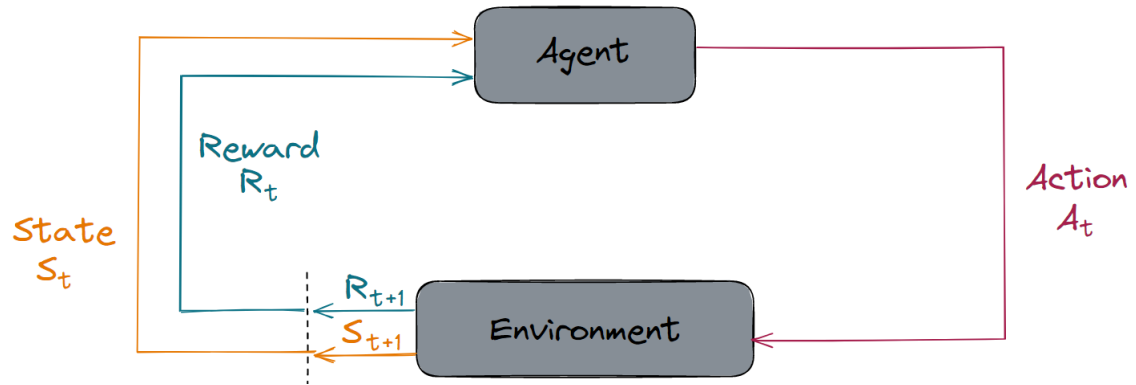 Agent
Reward
Rₜ
Action
Aₜ
State
Sₜ
Rₜ₊₁
Sₜ₊₁
Environment